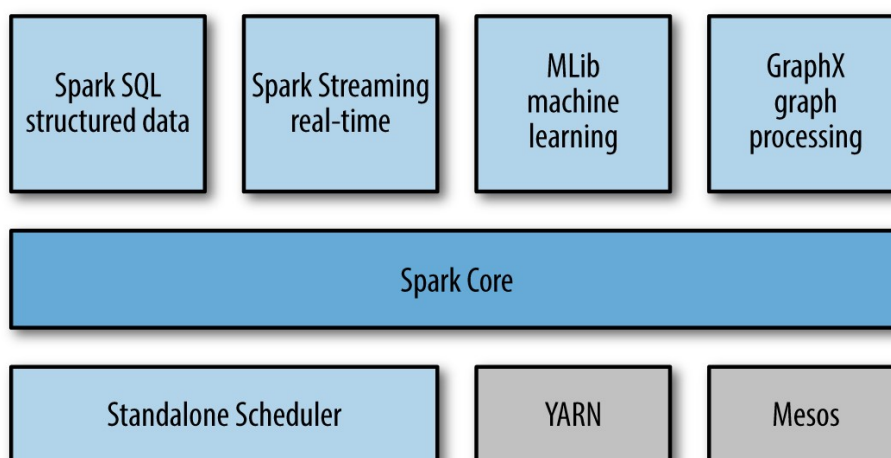 Spark SQL
structured data
Spark Streaming
real-time
MLib
machine
learning
GraphX
graph
processing
Spark Core
Standalone Scheduler
YARN
Mesos